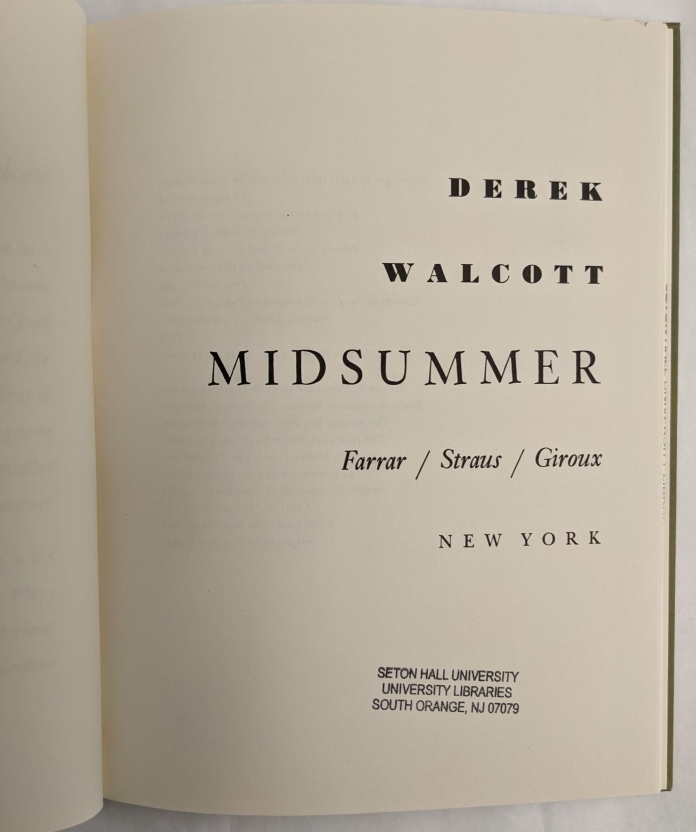 DEREK
WALCOTT
MIDSUMMER
Farrar / Straus / Giroux
NEW YORK
SETON HALL UNIVERSITY
UNIVERSITY LIBRARIES
SOUTH ORANGE, NJ 07079